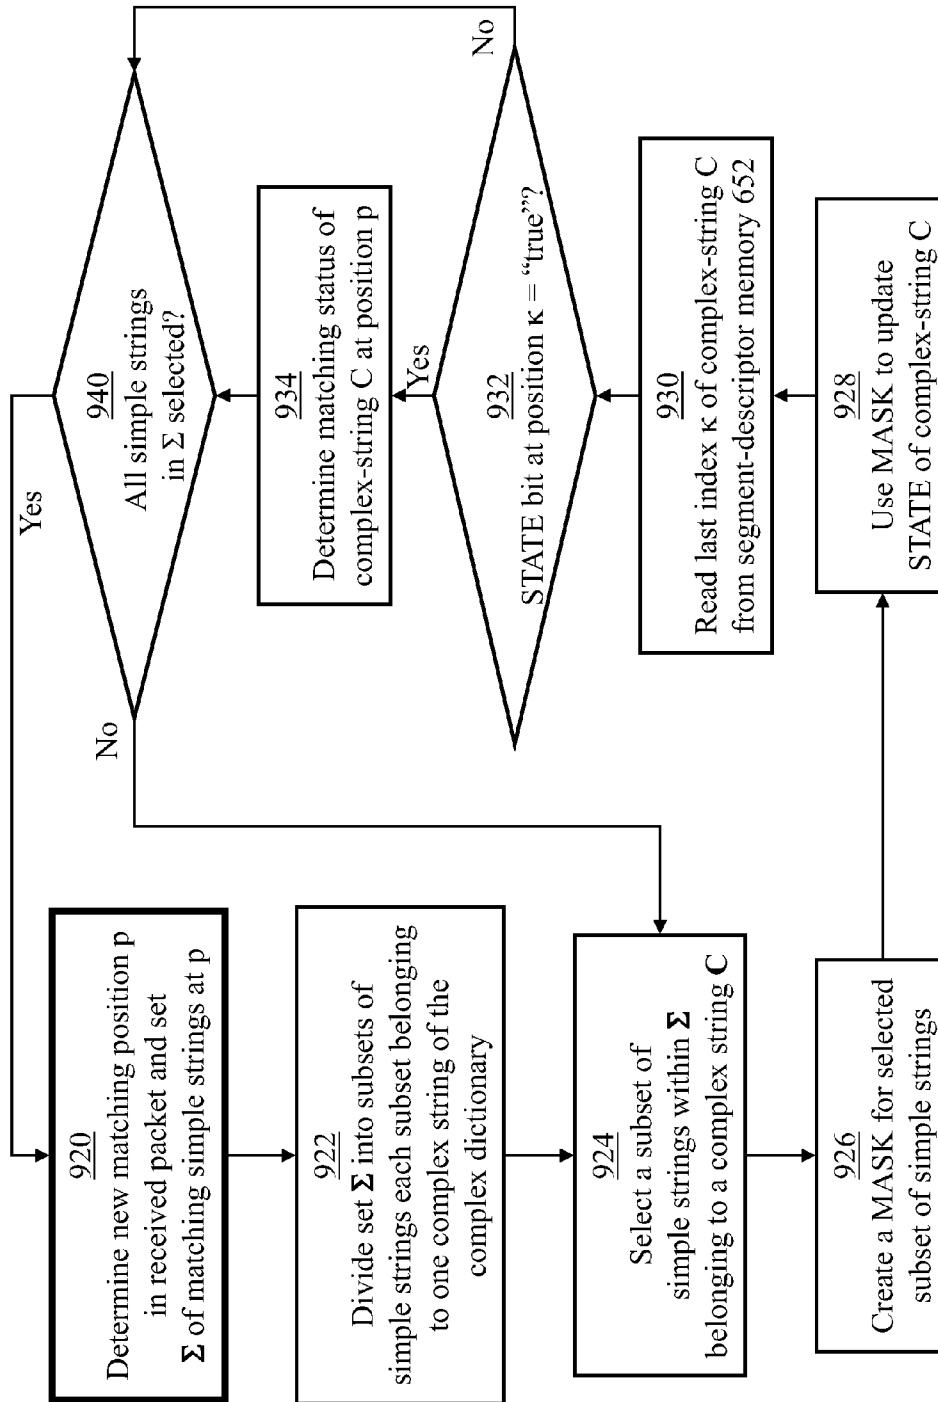 920
Determine new matching position p
in received packet and set
Σ of matching simple strings at p
922
Divide set Σ into subsets of
simple strings each subset belonging
to one complex string of the
complex dictionary
924
Select a subset of
simple strings within Σ
belonging to a complex string C
926
Create a MASK for selected
subset of simple strings
928
Use MASK to update
STATE of complex-string C
930
Read last index κ of complex-string C
from segment-descriptor memory 652
932
STATE bit at position κ = “true”?
Yes
No
934
Determine matching status of
complex-string C at position p
940
All simple strings
in Σ selected?
Yes
No